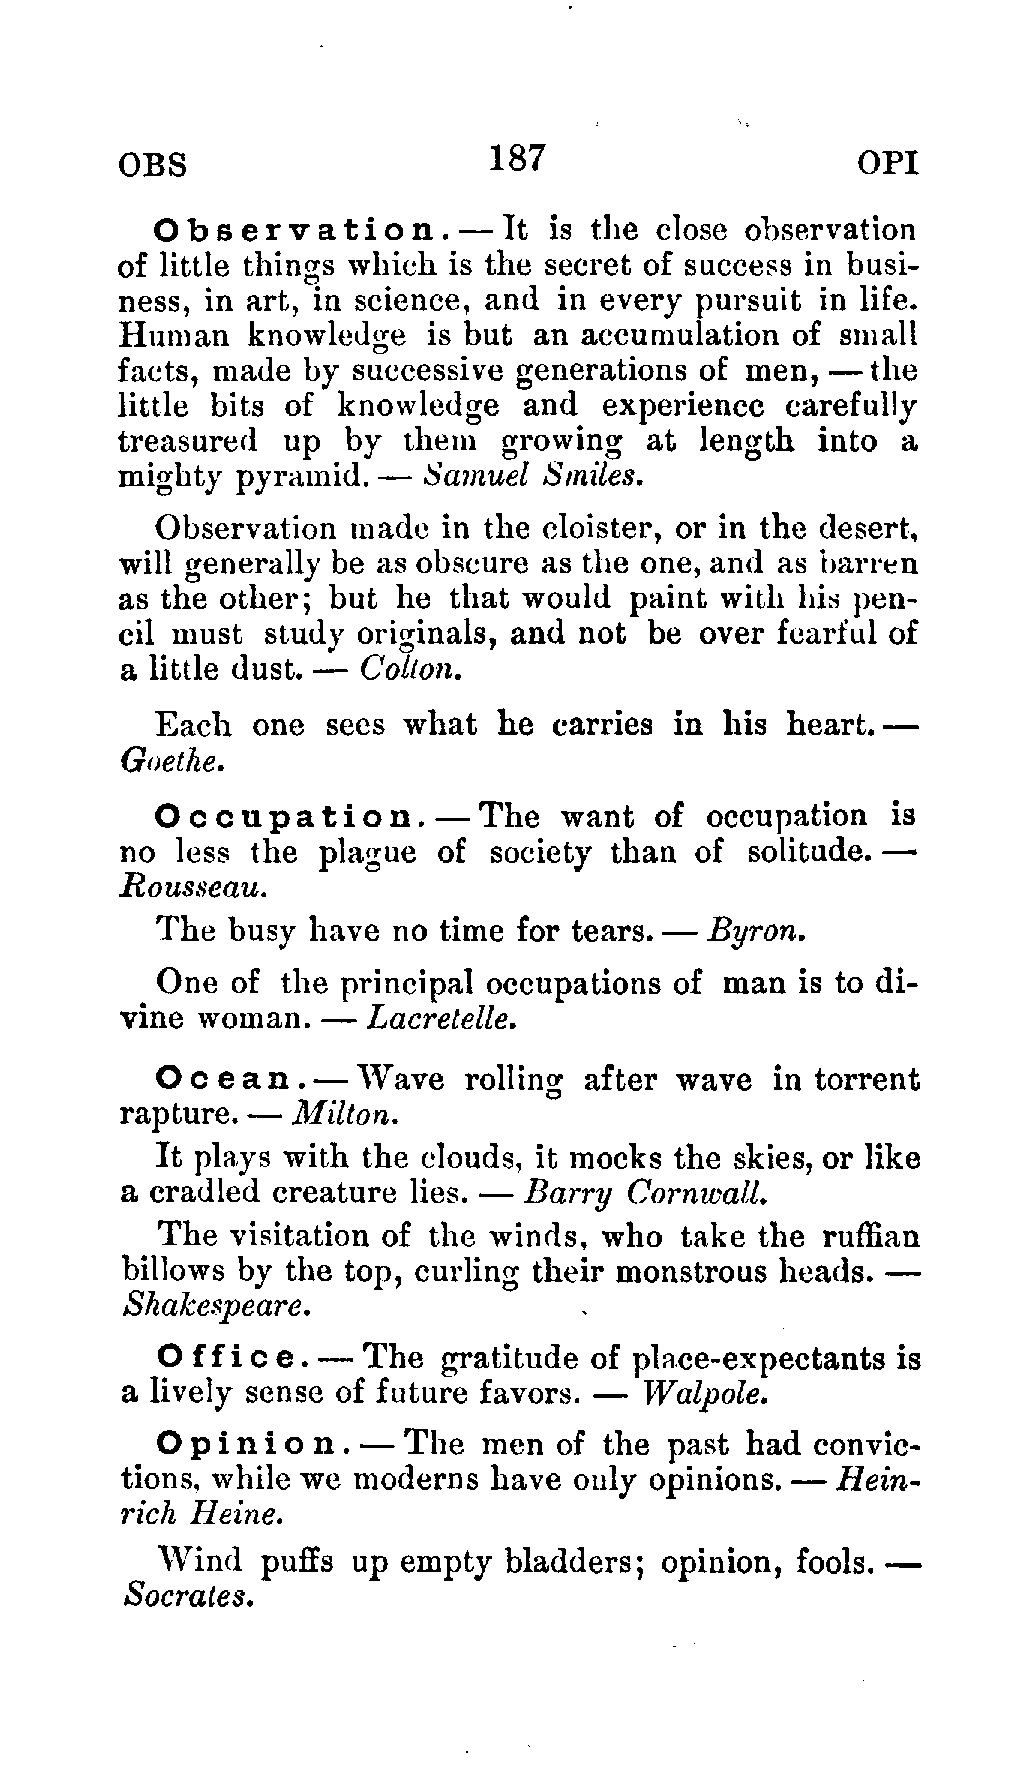 OBS 187 OPI
Observation. — It is the close observation
of little things which is the secret of success in busi-
ness, in art, in science, and in every pursuit in life.
Human knowledge is but an accumulation of small
facts, made by successive generations of men, — the
little bits of knowledge and experience carefully
treasured up by them growing at length into a
mighty pyramid. — Samuel Smiles.
Observation made in the cloister, or in the desert,
will generally be as obscure as the one, and as barren
as the other; but he that would paint with his pen-
cil must study originals, and not be over fearful of
a little dust. — Colton.
Each one sees what he carries in his heart. —
Goethe.
Occupation. — The want of occupation is
no less the plague of society than of solitude. —
Rousseau.
The busy have no time for tears. — Byron.
One of the principal occupations of man is to di-
vine woman. — Lacretelle.
Ocean. — Wave rolling after wave in torrent
rapture. — Milton.
It plays with the clouds, it mocks the skies, or like
a cradled creature lies. — Barry Cornwall.
The visitation of the winds, who take the ruffian
billows by the top, curling their monstrous heads. —
Shakespeare.
Office. — The gratitude of place-expectants is
a lively sense of future favors. — Walpole.
Opinion. — The men of the past had convic-
tions, while we moderns have only opinions. — Hein-
rich Heine.
Wind puffs up empty bladders; opinion, fools. —
Socrates.